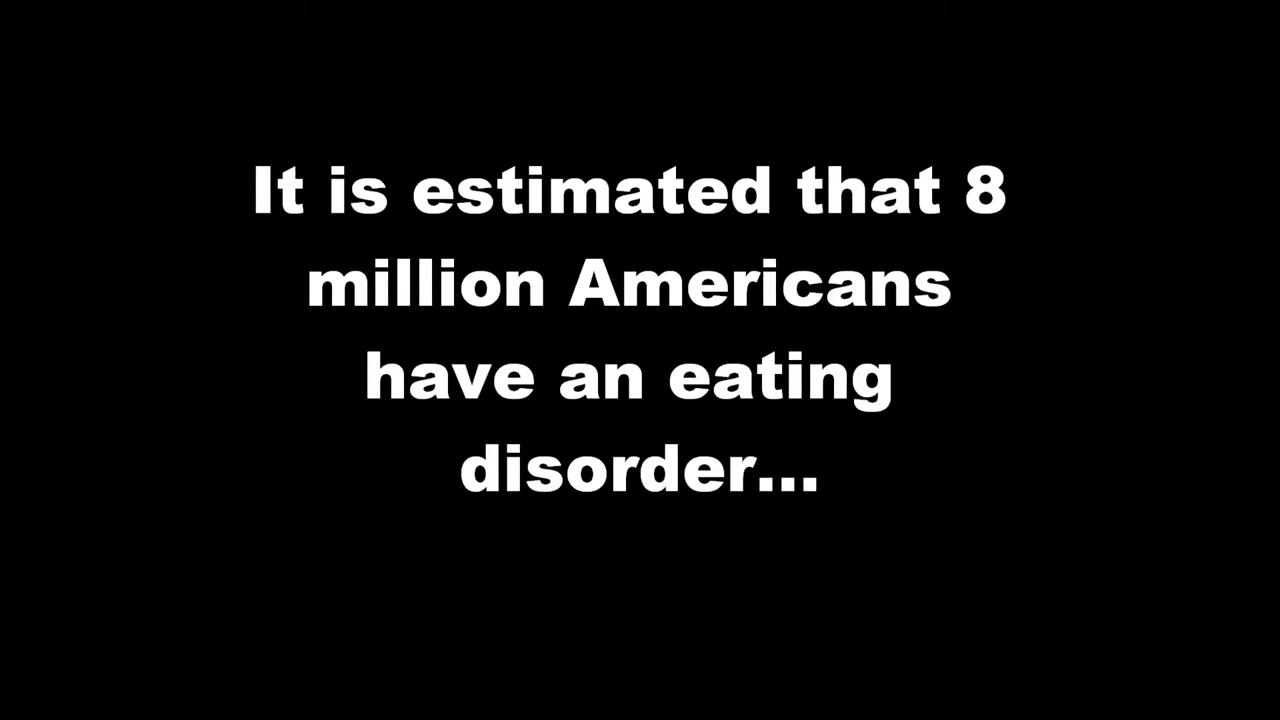 It is estimated that 8
million Americans
have an eating
disorder...